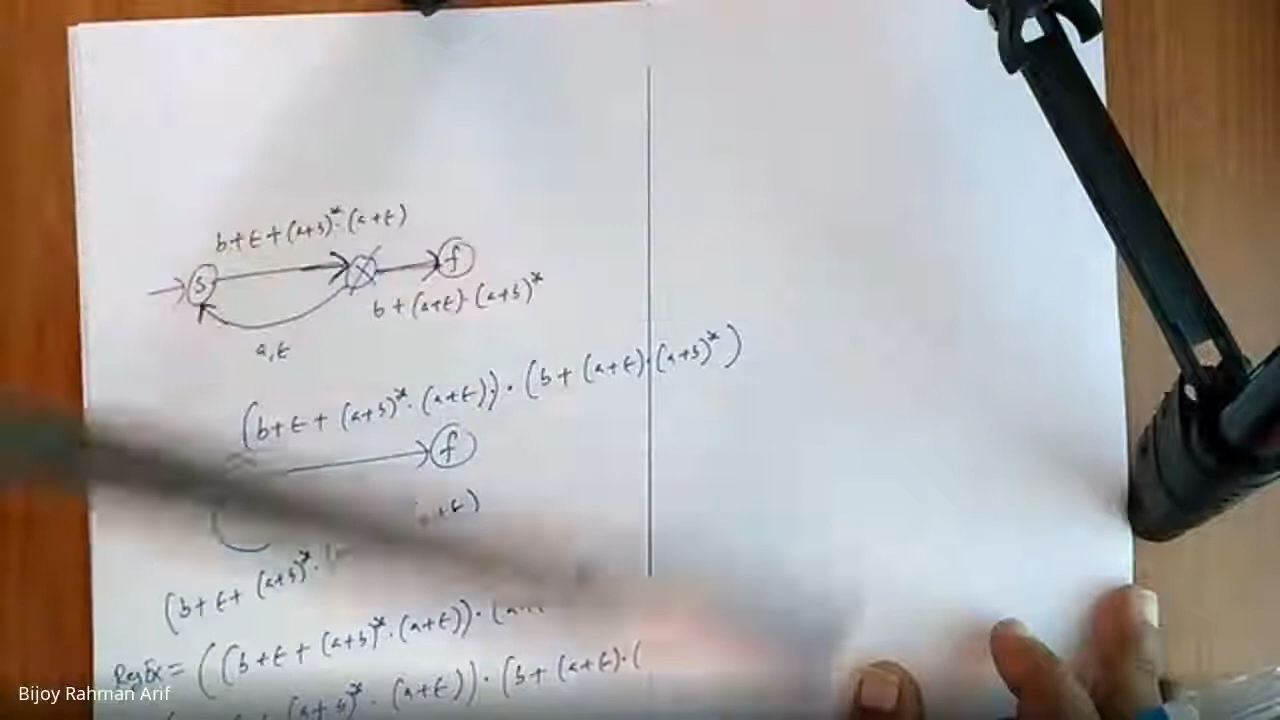 b+ε+(a+b)*·(a+ε)
S
f
b+(a+ε)·(a+b)*
a,ε
(b+ε+(a+b)*·(a+ε))·(b+(a+ε)·(a+b)*)
f
+ε)
(b+ε+(a+b)*·
RegEx = ((b+ε+(a+b)*·(a+ε))·(a
(a+b)*·(a+ε))·(b+(a+ε)·(
Bijoy Rahman Arif